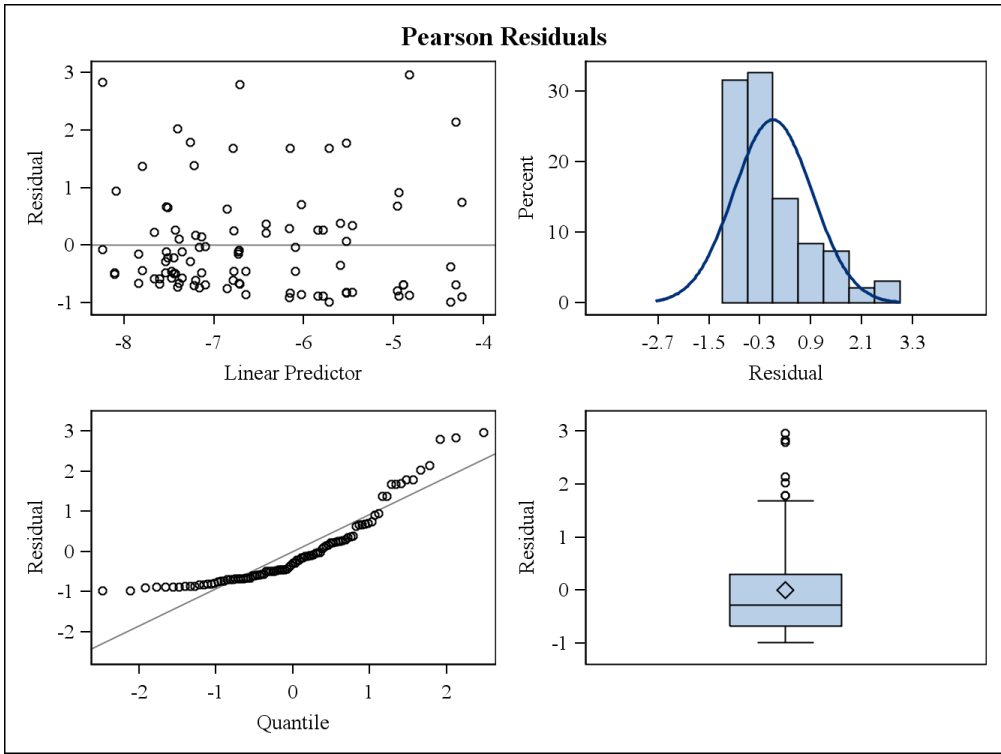 Pearson Residuals
3
2
1
0
-1
Residual
-8 -7 -6 -5 -4
Linear Predictor
30
20
10
0
Percent
-2.7 -1.5 -0.3 0.9 2.1 3.3
Residual
3
2
1
0
-1
-2
Residual
-2 -1 0 1 2
Quantile
3
2
1
0
-1
Residual